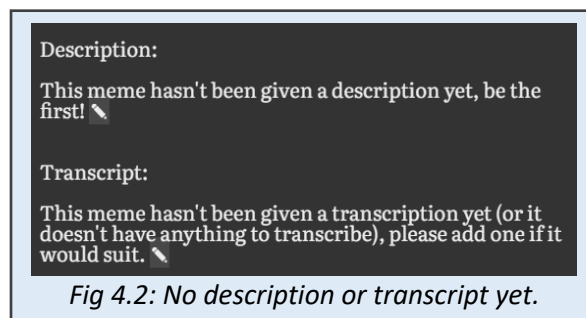 Description:
This meme hasn't been given a description yet, be the
first!
Transcript:
This meme hasn't been given a transcription yet (or it
doesn't have anything to transcribe), please add one if it
would suit.
Fig 4.2: No description or transcript yet.